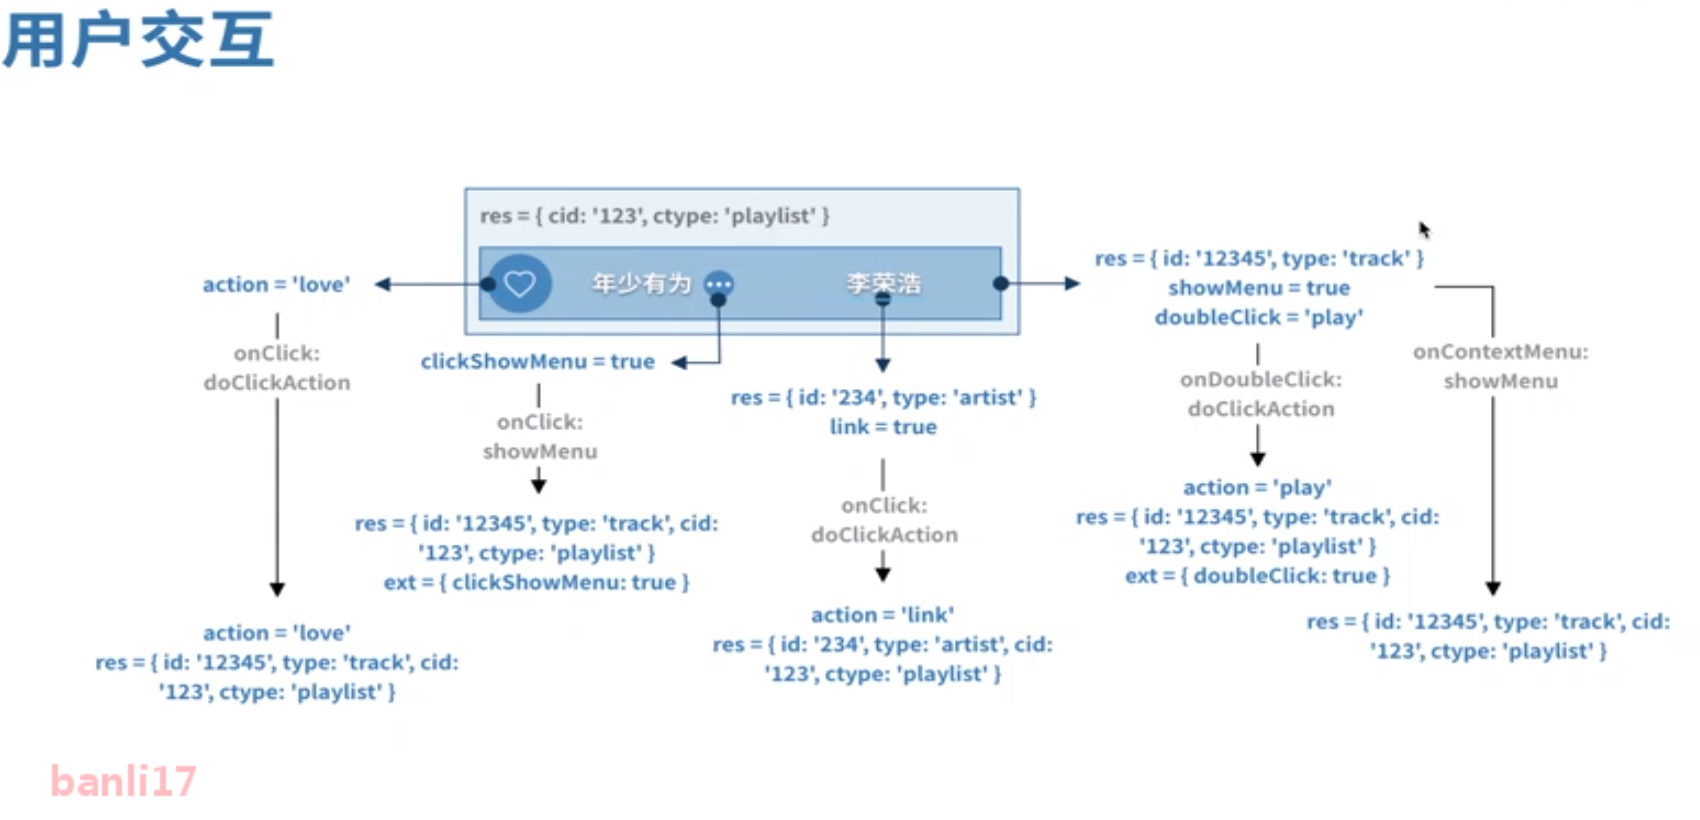 用户交互
res = { cid: '123', ctype: 'playlist' }
年少有为
李荣浩
action = 'love'
onClick:
doClickAction
action = 'love'
res = { id: '12345', type: 'track', cid:
'123', ctype: 'playlist' }
clickShowMenu = true
onClick:
showMenu
res = { id: '12345', type: 'track', cid:
'123', ctype: 'playlist' }
ext = { clickShowMenu: true }
res = { id: '234', type: 'artist' }
link = true
onClick:
doClickAction
action = 'link'
res = { id: '234', type: 'artist', cid:
'123', ctype: 'playlist' }
res = { id: '12345', type: 'track' }
showMenu = true
doubleClick = 'play'
onDoubleClick:
doClickAction
action = 'play'
res = { id: '12345', type: 'track', cid:
'123', ctype: 'playlist' }
ext = { doubleClick: true }
onContextMenu:
showMenu
res = { id: '12345', type: 'track', cid:
'123', ctype: 'playlist' }
banli17